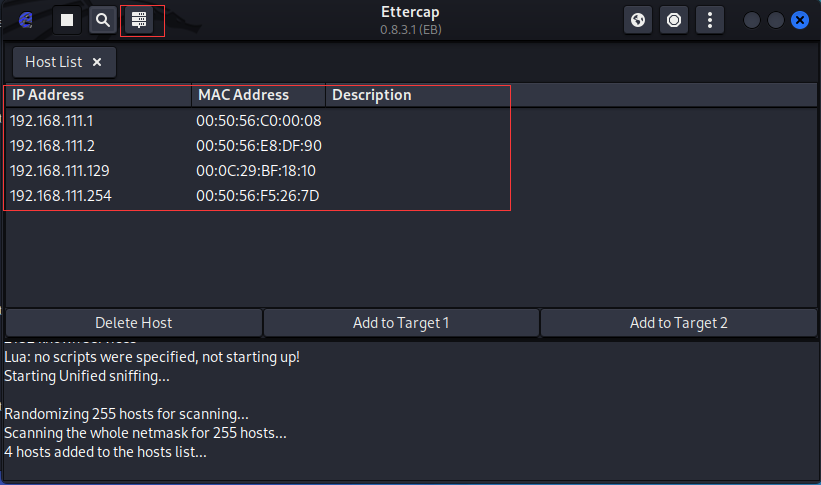 Ettercap
0.8.3.1 (EB)
Host List ×
IP Address MAC Address Description
192.168.111.1 00:50:56:C0:00:08
192.168.111.2 00:50:56:E8:DF:90
192.168.111.129 00:0C:29:BF:18:10
192.168.111.254 00:50:56:F5:26:7D
Delete Host Add to Target 1 Add to Target 2
Lua: no scripts were specified, not starting up!
Starting Unified sniffing...
Randomizing 255 hosts for scanning...
Scanning the whole netmask for 255 hosts...
4 hosts added to the hosts list...